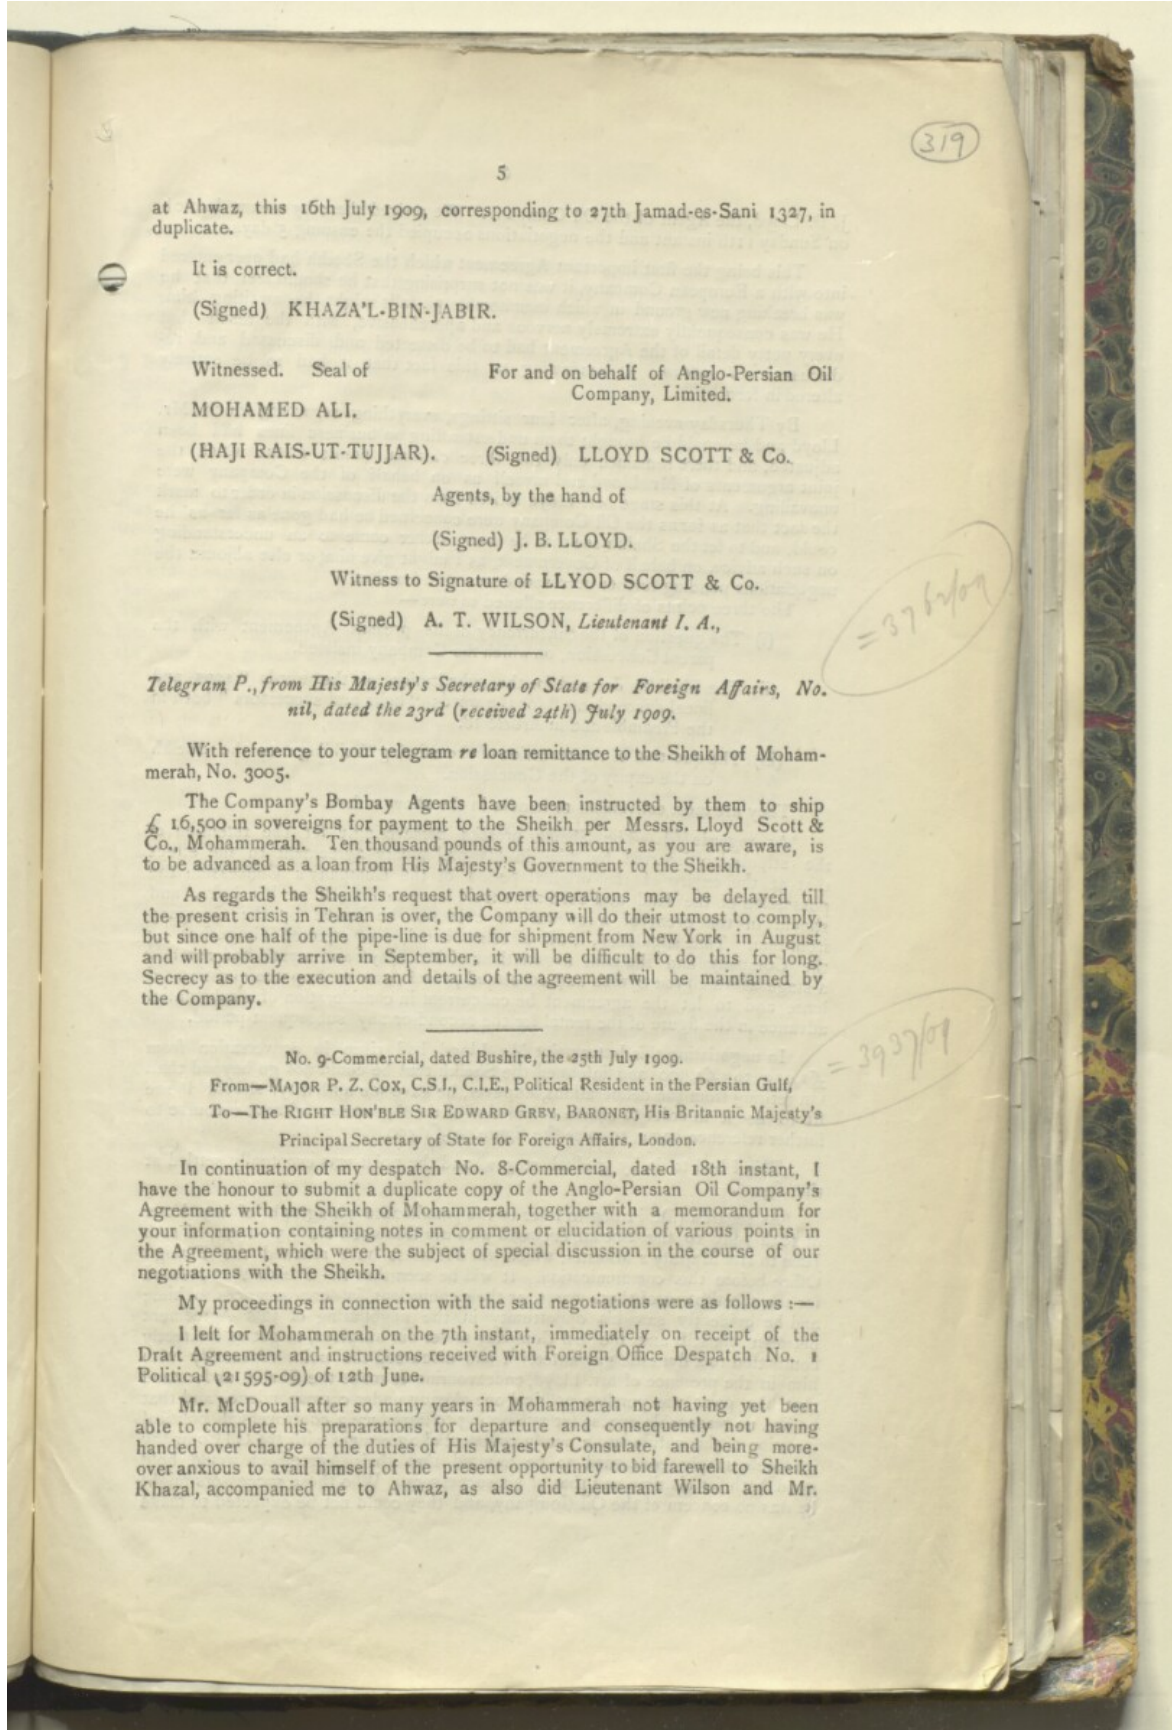 319
5
at Ahwaz, this 16th July 1909, corresponding to 27th Jamad-es-Sani 1327, in
duplicate.
It is correct.
(Signed) KHAZA'L-BIN-JABIR.
Witnessed. Seal of
MOHAMED ALI.
(HAJI RAIS-UT-TUJJAR).
For and on behalf of Anglo-Persian Oil
Company, Limited.
(Signed) LLOYD SCOTT & Co.
Agents, by the hand of
(Signed) J. B. LLOYD.
Witness to Signature of LLYOD SCOTT & Co.
(Signed) A. T. WILSON, Lieutenant I. A.,
= 3762/09
Telegram P., from His Majesty's Secretary of State for Foreign Affairs, No.
nil, dated the 23rd (received 24th) July 1909.
With reference to your telegram re loan remittance to the Sheikh of Moham-
merah, No. 3005.
The Company's Bombay Agents have been instructed by them to ship
£ 16,500 in sovereigns for payment to the Sheikh per Messrs. Lloyd Scott &
Co., Mohammerah. Ten thousand pounds of this amount, as you are aware, is
to be advanced as a loan from His Majesty's Government to the Sheikh.
As regards the Sheikh's request that overt operations may be delayed till
the present crisis in Tehran is over, the Company will do their utmost to comply,
but since one half of the pipe-line is due for shipment from New York in August
and will probably arrive in September, it will be difficult to do this for long.
Secrecy as to the execution and details of the agreement will be maintained by
the Company.
= 3937/09
No. 9-Commercial, dated Bushire, the 25th July 1909.
From—MAJOR P. Z. COX, C.S.I., C.I.E., Political Resident in the Persian Gulf,
To—The RIGHT HON'BLE SIR EDWARD GREY, BARONET, His Britannic Majesty's
Principal Secretary of State for Foreign Affairs, London.
In continuation of my despatch No. 8-Commercial, dated 18th instant, I
have the honour to submit a duplicate copy of the Anglo-Persian Oil Company's
Agreement with the Sheikh of Mohammerah, together with a memorandum for
your information containing notes in comment or elucidation of various points in
the Agreement, which were the subject of special discussion in the course of our
negotiations with the Sheikh.
My proceedings in connection with the said negotiations were as follows :—
I left for Mohammerah on the 7th instant, immediately on receipt of the
Draft Agreement and instructions received with Foreign Office Despatch No. 1
Political (21595-09) of 12th June.
Mr. McDouall after so many years in Mohammerah not having yet been
able to complete his preparations for departure and consequently not having
handed over charge of the duties of His Majesty's Consulate, and being more-
over anxious to avail himself of the present opportunity to bid farewell to Sheikh
Khazal, accompanied me to Ahwaz, as also did Lieutenant Wilson and Mr.